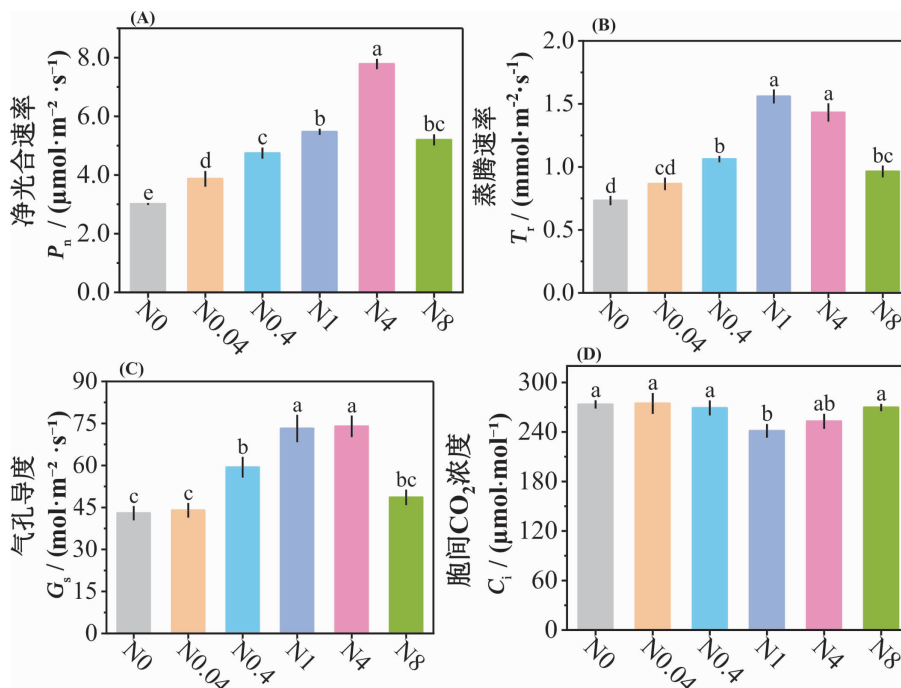 (A)
净光合速率
Pn / (μmol·m⁻²·s⁻¹)
8.0
6.0
4.0
2.0
0.0
e
d
c
b
a
bc
N0
N0.04
N0.4
N1
N4
N8
(B)
蒸腾速率
Tr / (mmol·m⁻²·s⁻¹)
2.0
1.5
1.0
0.5
0.0
d
cd
b
a
a
bc
N0
N0.04
N0.4
N1
N4
N8
(C)
气孔导度
Gs / (mol·m⁻²·s⁻¹)
90
75
60
45
30
15
0
c
c
b
a
a
bc
N0
N0.04
N0.4
N1
N4
N8
(D)
胞间CO₂浓度
Ci / (μmol·mol⁻¹)
300
240
180
120
60
0
a
a
a
b
ab
a
N0
N0.04
N0.4
N1
N4
N8